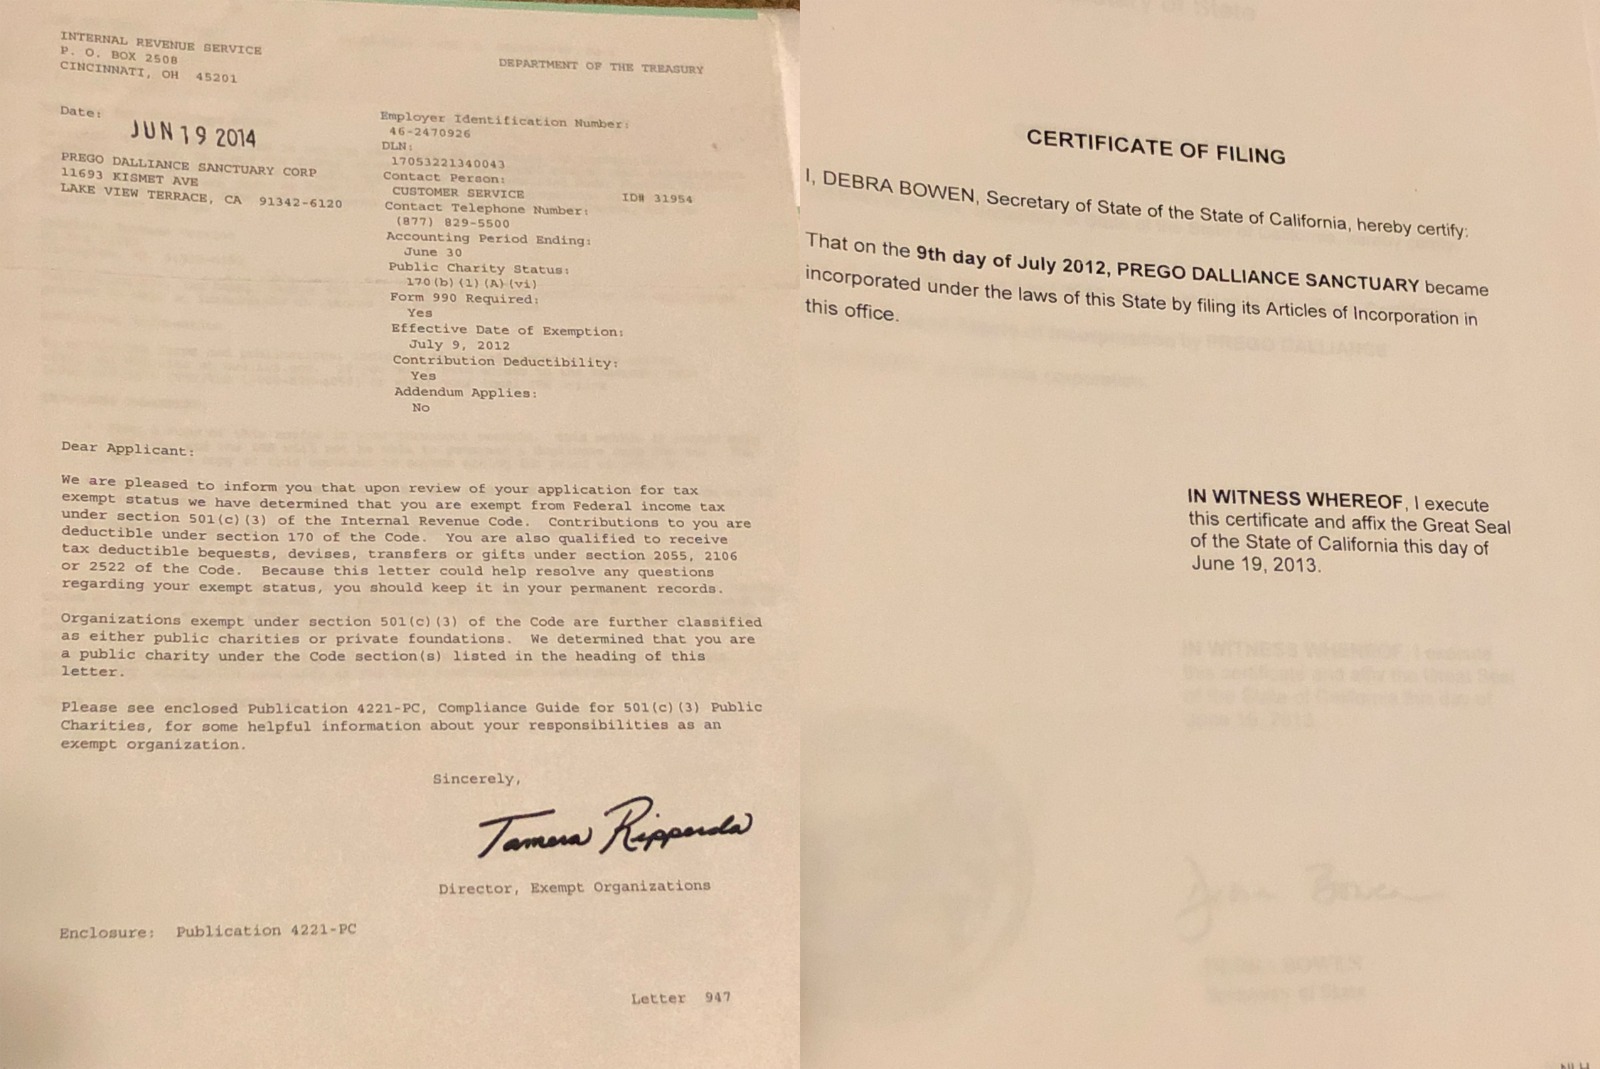 INTERNAL REVENUE SERVICE
P. O. BOX 2508
CINCINNATI, OH 45201
DEPARTMENT OF THE TREASURY
Date:
JUN 19 2014
PREGO DALLIANCE SANCTUARY CORP
11693 KISMET AVE
LAKE VIEW TERRACE, CA 91342-6120
Employer Identification Number:
46-2470926
DLN:
17053221340043
Contact Person:
CUSTOMER SERVICE ID# 31954
Contact Telephone Number:
(877) 829-5500
Accounting Period Ending:
June 30
Public Charity Status:
170(b)(1)(A)(vi)
Form 990 Required:
Yes
Effective Date of Exemption:
July 9, 2012
Contribution Deductibility:
Yes
Addendum Applies:
No
Dear Applicant:
We are pleased to inform you that upon review of your application for tax
exempt status we have determined that you are exempt from Federal income tax
under section 501(c)(3) of the Internal Revenue Code. Contributions to you are
deductible under section 170 of the Code. You are also qualified to receive
tax deductible bequests, devises, transfers or gifts under section 2055, 2106
or 2522 of the Code. Because this letter could help resolve any questions
regarding your exempt status, you should keep it in your permanent records.
Organizations exempt under section 501(c)(3) of the Code are further classified
as either public charities or private foundations. We determined that you are
a public charity under the Code section(s) listed in the heading of this
letter.
Please see enclosed Publication 4221-PC, Compliance Guide for 501(c)(3) Public
Charities, for some helpful information about your responsibilities as an
exempt organization.
Sincerely,
Tamera Ripperda
Director, Exempt Organizations
Enclosure: Publication 4221-PC
Letter 947
CERTIFICATE OF FILING
I, DEBRA BOWEN, Secretary of State of the State of California, hereby certify:
That on the 9th day of July 2012, PREGO DALLIANCE SANCTUARY became
incorporated under the laws of this State by filing its Articles of Incorporation in
this office.
IN WITNESS WHEREOF, I execute
this certificate and affix the Great Seal
of the State of California this day of
June 19, 2013.